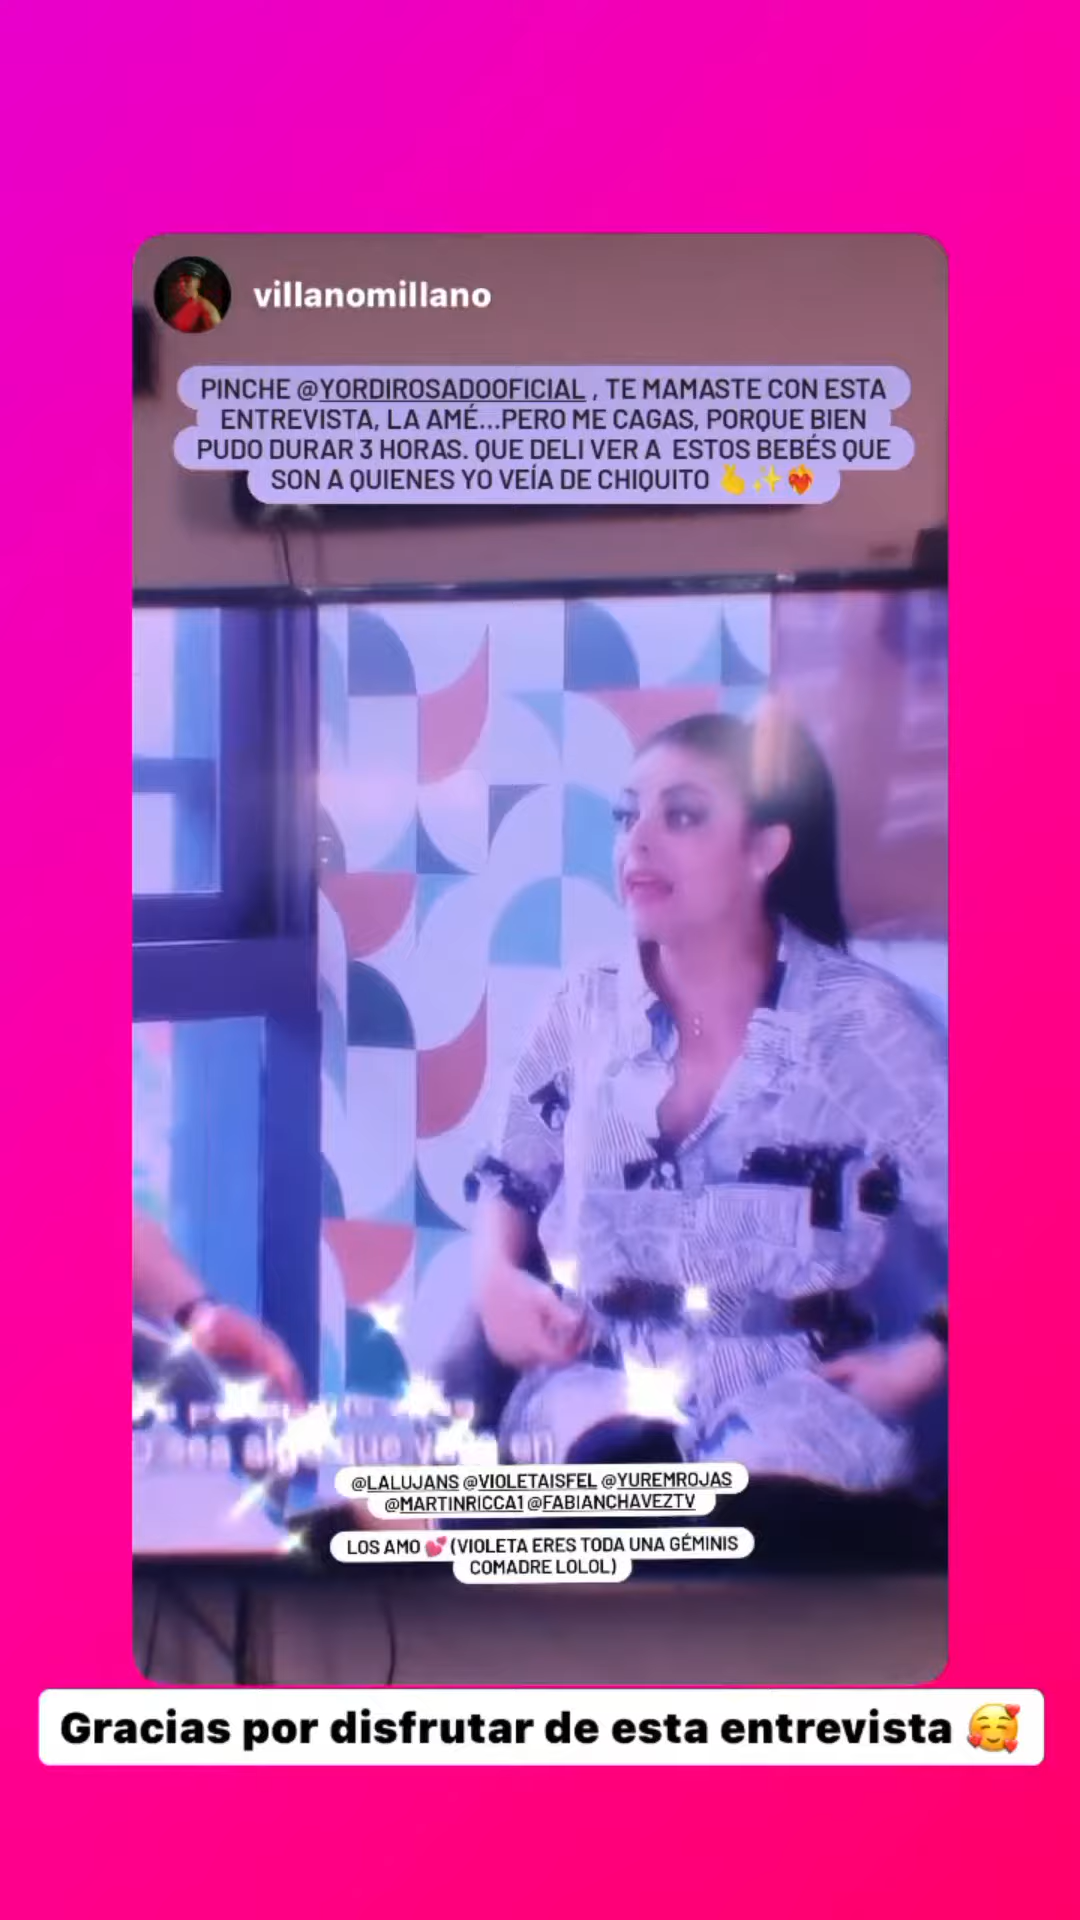 villanomillano
PINCHE @YORDIROSADOOFICIAL , TE MAMASTE CON ESTA
ENTREVISTA, LA AMÉ...PERO ME CAGAS, PORQUE BIEN
PUDO DURAR 3 HORAS. QUE DELI VER A ESTOS BEBÉS QUE
SON A QUIENES YO VEÍA DE CHIQUITO 🫰✨❤️‍🔥
que
@LALUJANS @VIOLETAISFEL @YUREMROJAS
@MARTINRICCA1 @FABIANCHAVEZTV
LOS AMO 💕 (VIOLETA ERES TODA UNA GÉMINIS
COMADRE LOLOL)
Gracias por disfrutar de esta entrevista 🥰